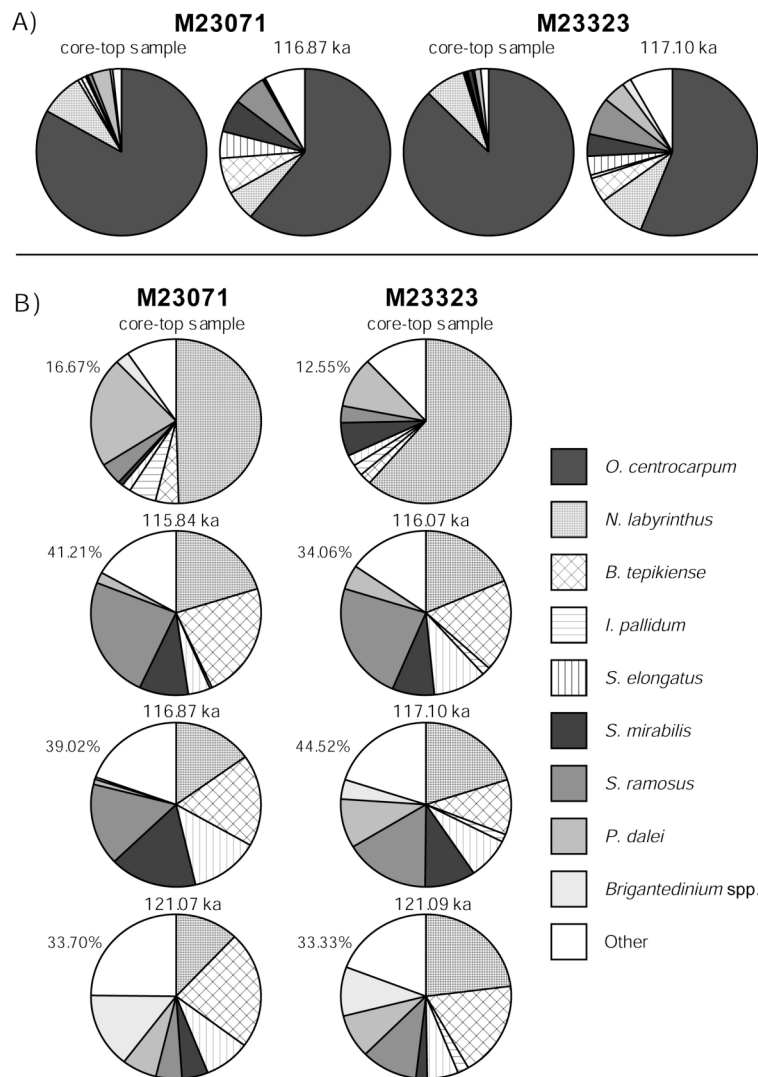 A)
M23071 M23323
core-top sample 116.87 ka core-top sample 117.10 ka
B)
M23071 M23323
core-top sample core-top sample
16.67% 12.55%
115.84 ka 116.07 ka
41.21% 34.06%
116.87 ka 117.10 ka
39.02% 44.52%
121.07 ka 121.09 ka
33.70% 33.33%
O. centrocarpum
N. labyrinthus
B. tepikiense
I. pallidum
S. elongatus
S. mirabilis
S. ramosus
P. dalei
Brigantedinium spp.
Other